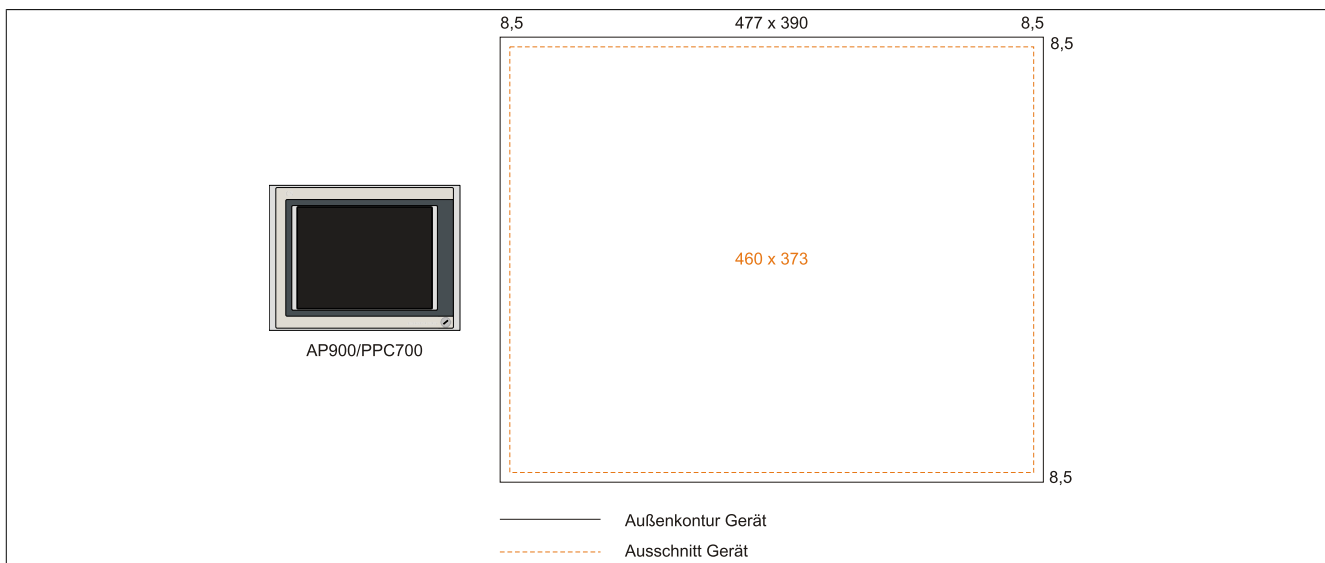 8,5 477 x 390 8,5
8,5
460 x 373
AP900/PPC700
8,5
Außenkontur Gerät
Ausschnitt Gerät